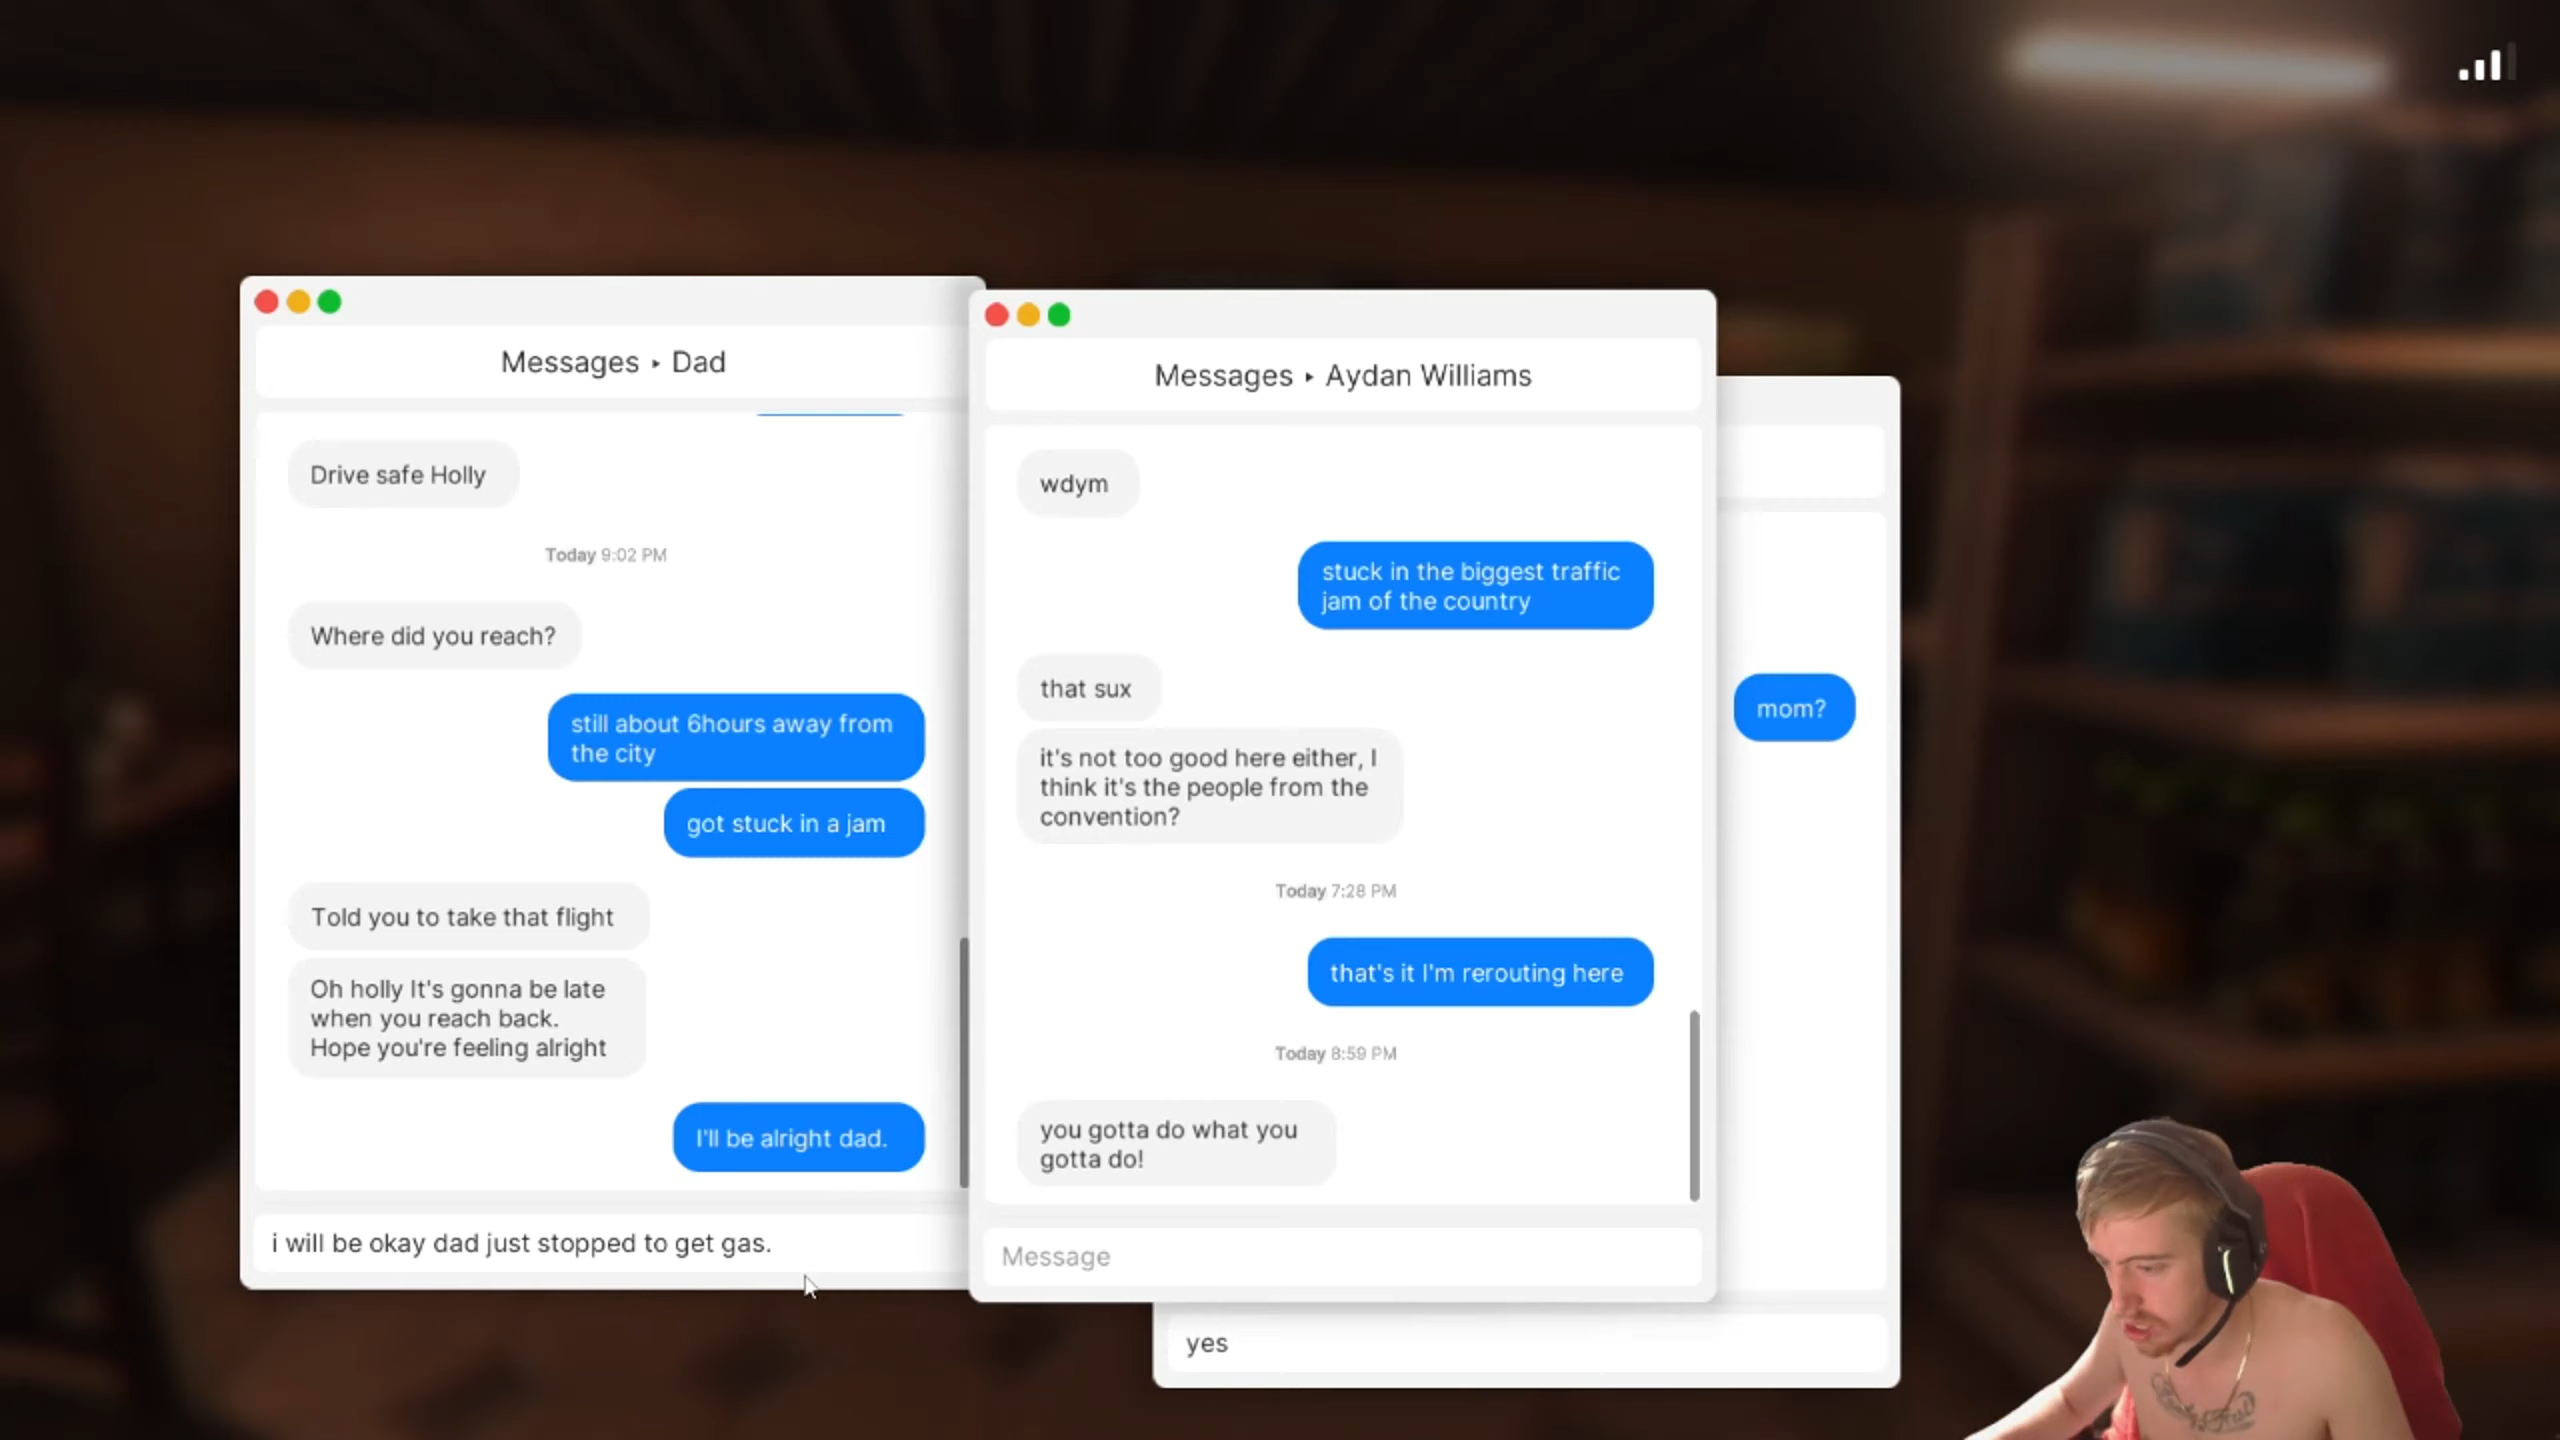 Messages ▸ Dad
Drive safe Holly
Today 9:02 PM
Where did you reach?
still about 6hours away from
the city
got stuck in a jam
Told you to take that flight
Oh holly It's gonna be late
when you reach back.
Hope you're feeling alright
I'll be alright dad.
i will be okay dad just stopped to get gas.
Messages ▸ Aydan Williams
wdym
stuck in the biggest traffic
jam of the country
that sux
it's not too good here either, I
think it's the people from the
convention?
Today 7:28 PM
that's it I'm rerouting here
Today 8:59 PM
you gotta do what you
gotta do!
Message
mom?
yes